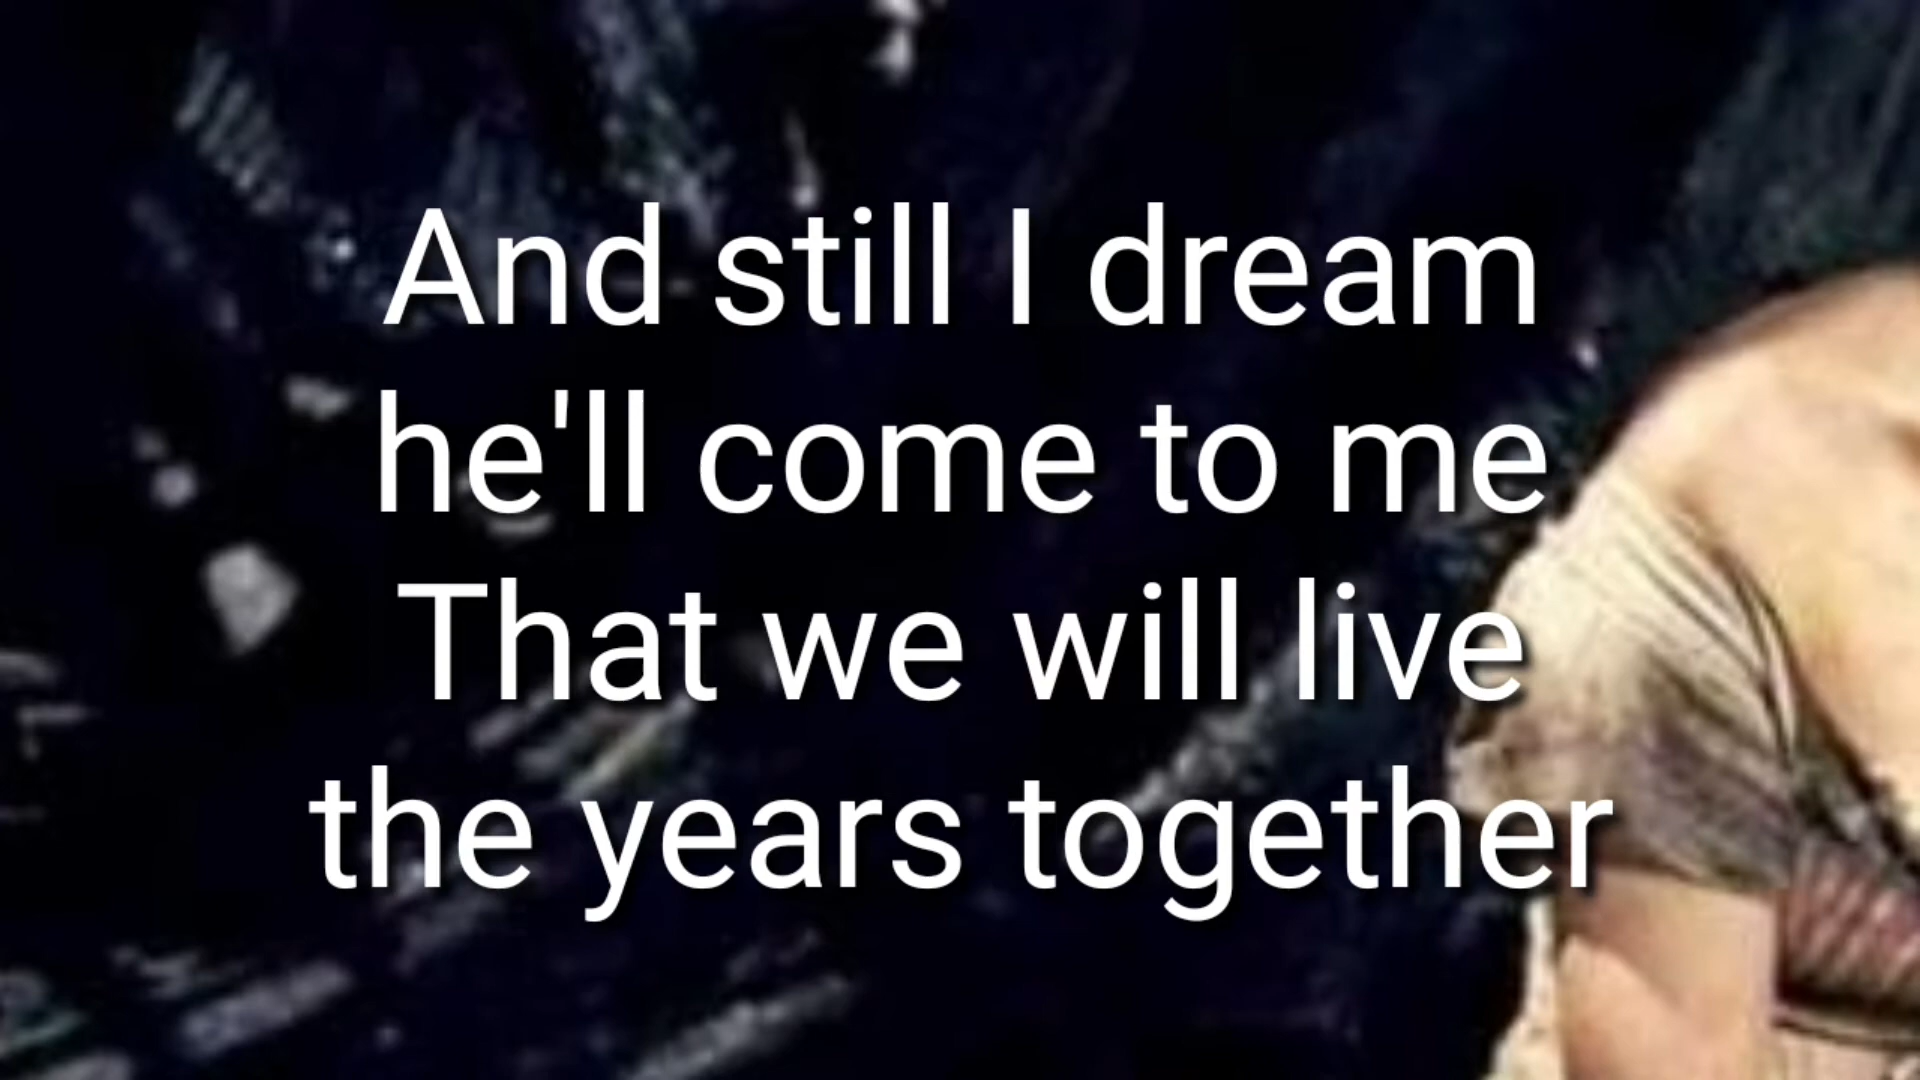 And still I dream
he'll come to me
That we will live
the years together